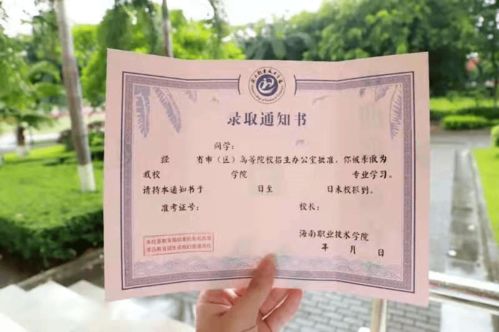 录取通知书
同学:
经 省市(区)高等院校招生办公室批准,你被录取为
我校 学院 专业学习。
请持本通知书于 日至 日来校报到。
准考证号: 校长:
海南职业技术学院
年 月 日